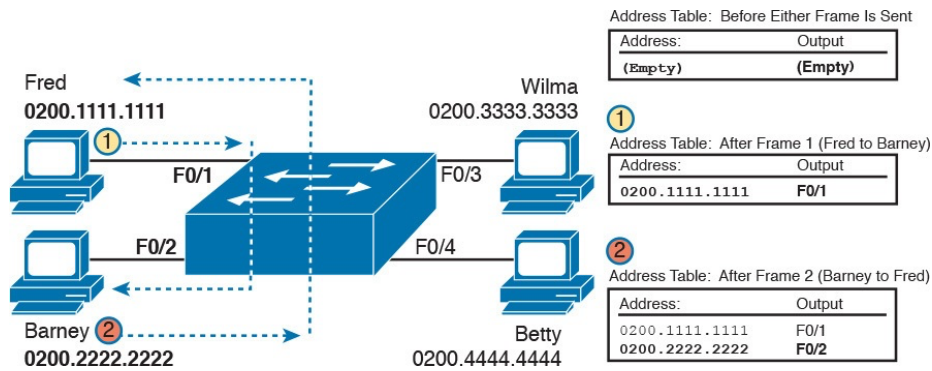 Address Table: Before Either Frame Is Sent
Address: Output
(Empty) (Empty)
Fred
0200.1111.1111
Wilma
0200.3333.3333
1
F0/1
F0/3
F0/2
F0/4
Barney 2
0200.2222.2222
Betty
0200.4444.4444
1
Address Table: After Frame 1 (Fred to Barney)
Address: Output
0200.1111.1111 F0/1
2
Address Table: After Frame 2 (Barney to Fred)
Address: Output
0200.1111.1111 F0/1
0200.2222.2222 F0/2